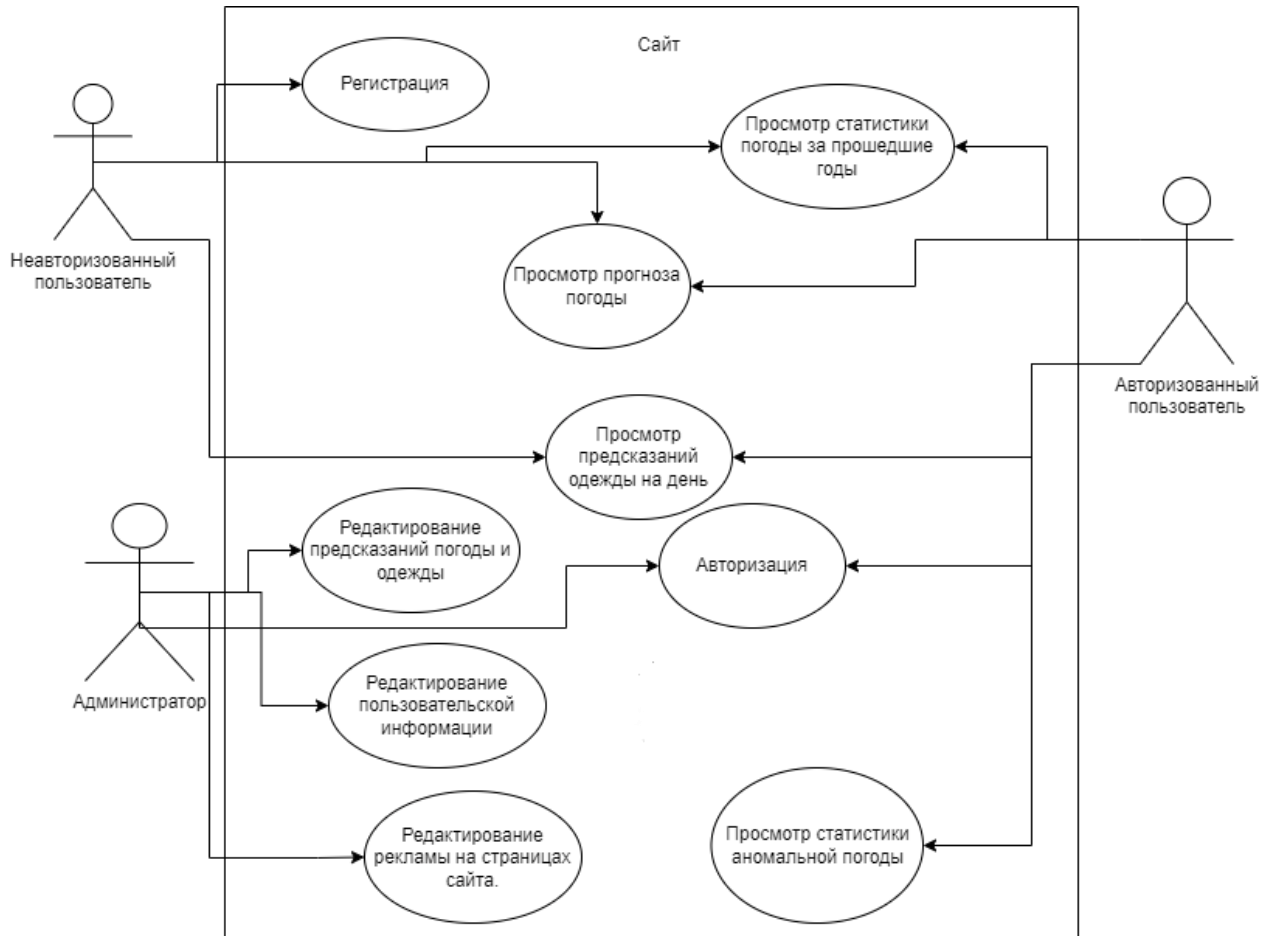 Сайт
Регистрация
Просмотр статистики
погоды за прошедшие
годы
Неавторизованный
пользователь
Просмотр прогноза
погоды
Авторизованный
пользователь
Просмотр
предсказаний
одежды на день
Редактирование
предсказаний погоды и
одежды
Авторизация
Администратор
Редактирование
пользовательской
информации
Редактирование
рекламы на страницах
сайта.
Просмотр статистики
аномальной погоды